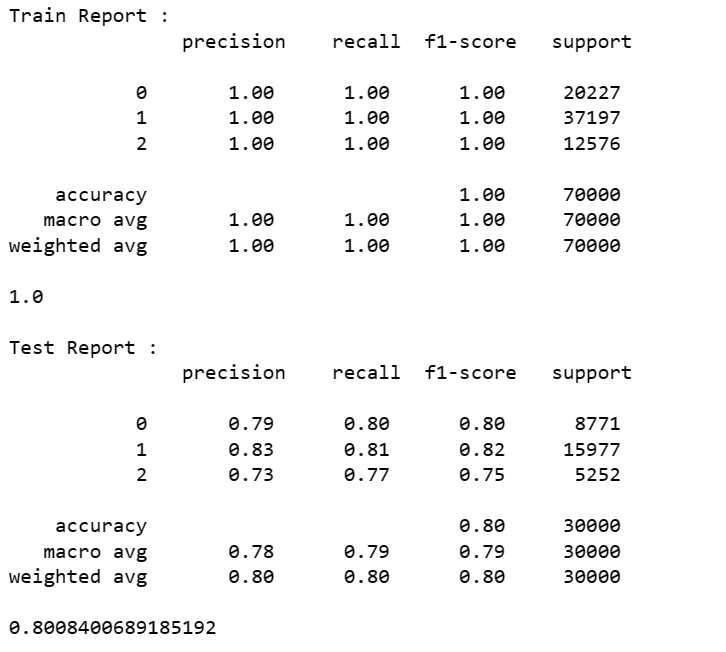 Train Report :
precision recall f1-score support
0 1.00 1.00 1.00 20227
1 1.00 1.00 1.00 37197
2 1.00 1.00 1.00 12576
accuracy 1.00 70000
macro avg 1.00 1.00 1.00 70000
weighted avg 1.00 1.00 1.00 70000
1.0
Test Report :
precision recall f1-score support
0 0.79 0.80 0.80 8771
1 0.83 0.81 0.82 15977
2 0.73 0.77 0.75 5252
accuracy 0.80 30000
macro avg 0.78 0.79 0.79 30000
weighted avg 0.80 0.80 0.80 30000
0.8008400689185192